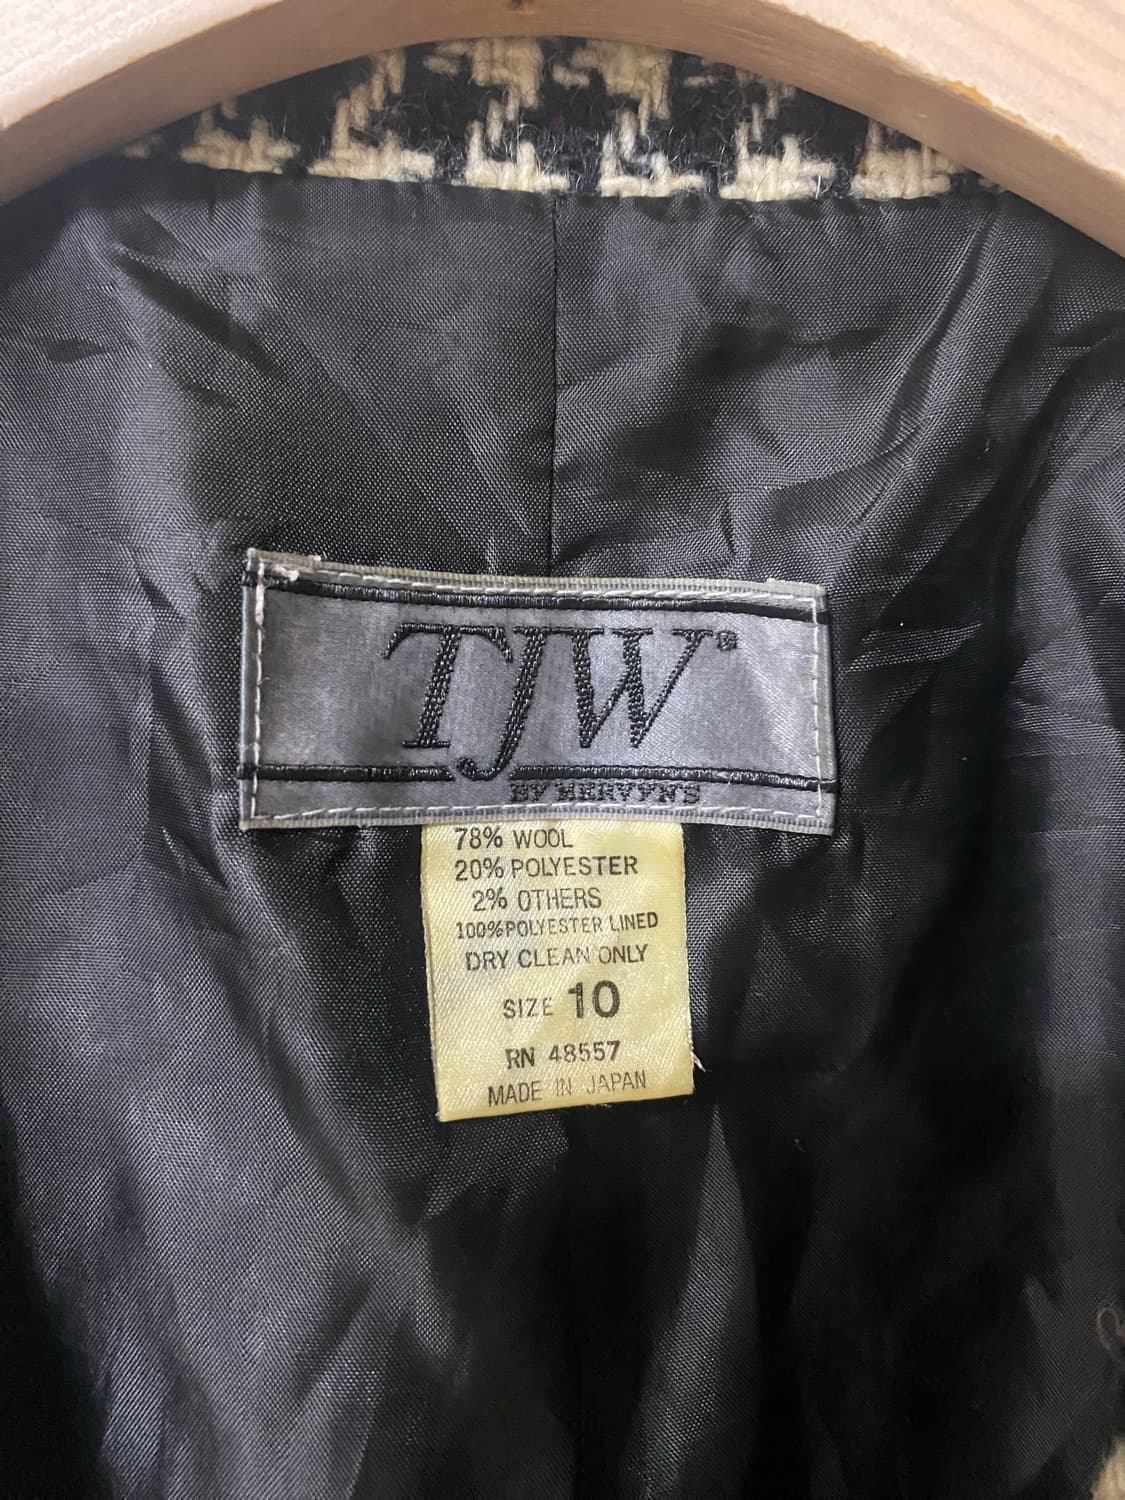 TJW®
BY MERVYN'S
78% WOOL
20% POLYESTER
2% OTHERS
100% POLYESTER LINED
DRY CLEAN ONLY
SIZE 10
RN 48557
MADE IN JAPAN